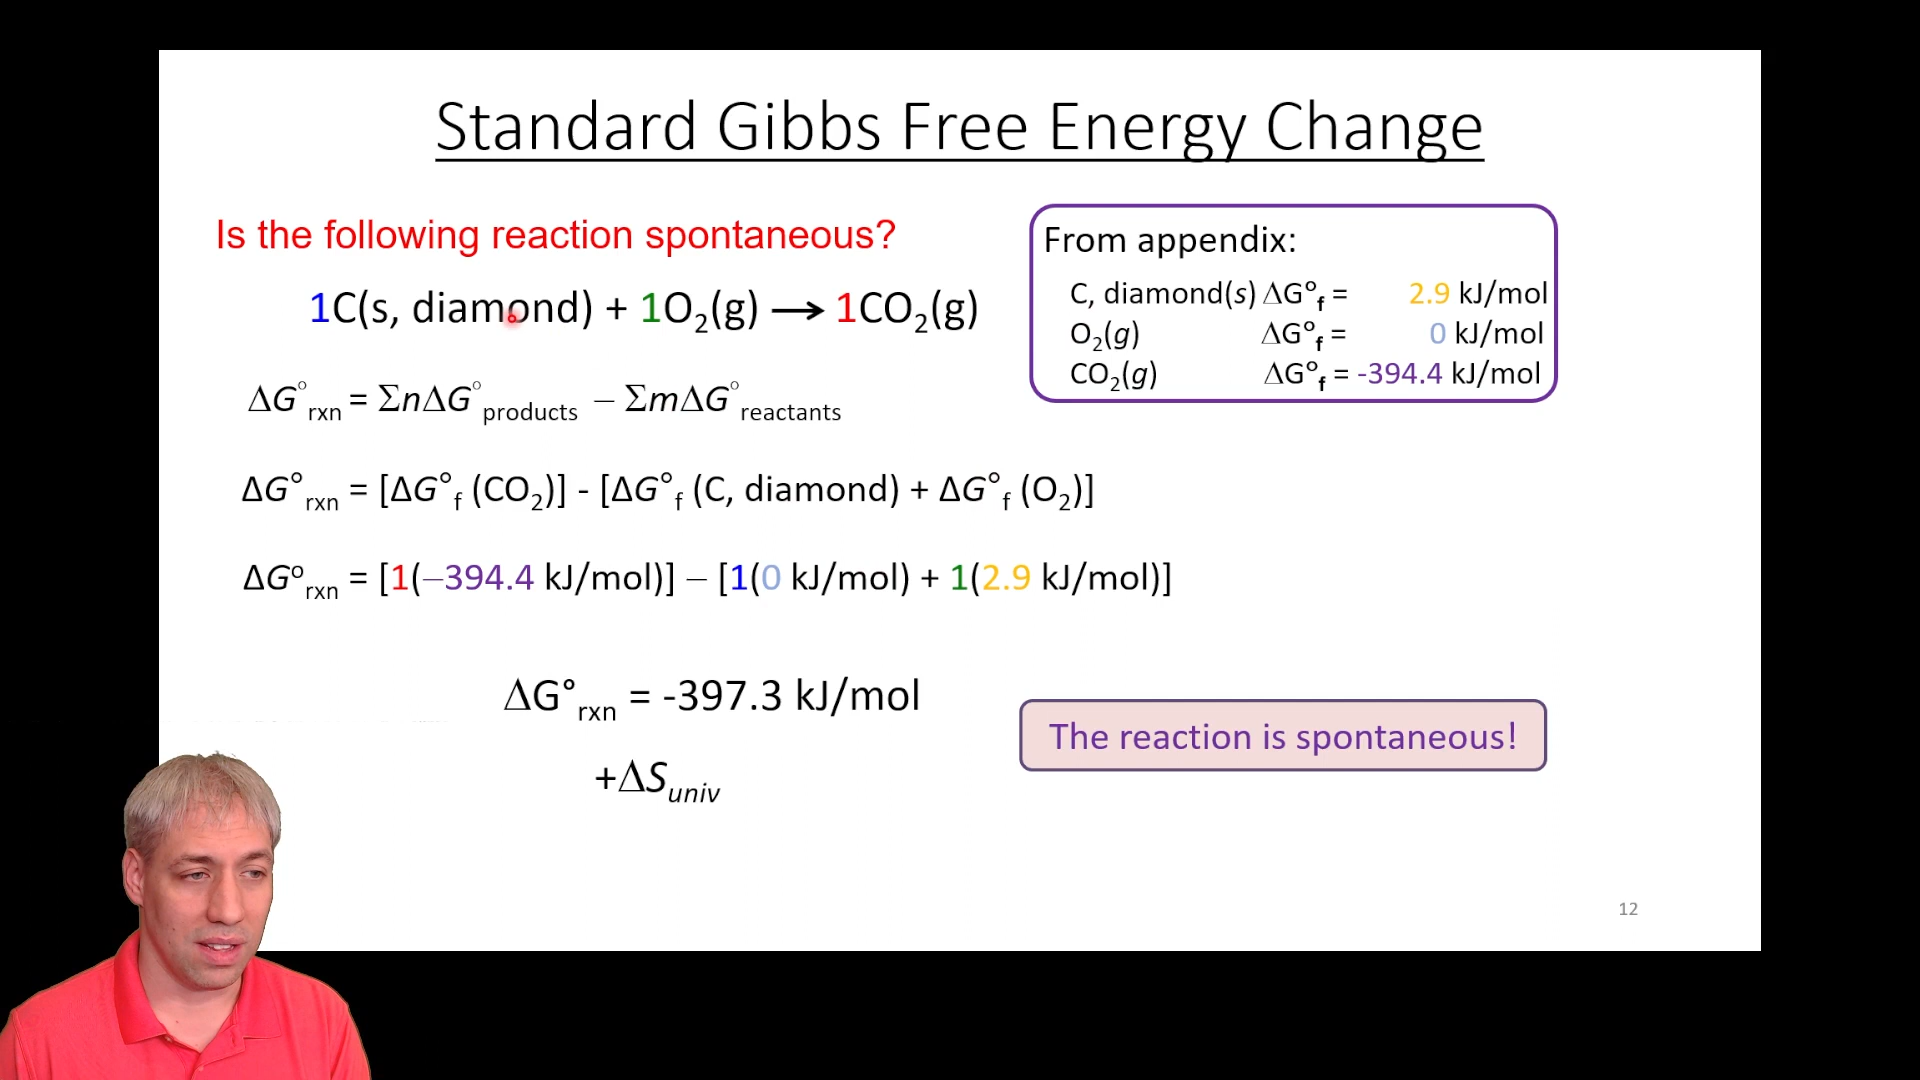 Standard Gibbs Free Energy Change
Is the following reaction spontaneous?
1C(s, diamond) + 1O₂(g) ⟶ 1CO₂(g)
From appendix:
C, diamond(s) ΔG°f = 2.9 kJ/mol
O₂(g) ΔG°f = 0 kJ/mol
CO₂(g) ΔG°f = -394.4 kJ/mol
ΔG°rxn = ΣnΔG°products – ΣmΔG°reactants
ΔG°rxn = [ΔG°f (CO₂)] - [ΔG°f (C, diamond) + ΔG°f (O₂)]
ΔG°rxn = [1(–394.4 kJ/mol)] – [1(0 kJ/mol) + 1(2.9 kJ/mol)]
ΔG°rxn = -397.3 kJ/mol
The reaction is spontaneous!
+ΔSuniv
12